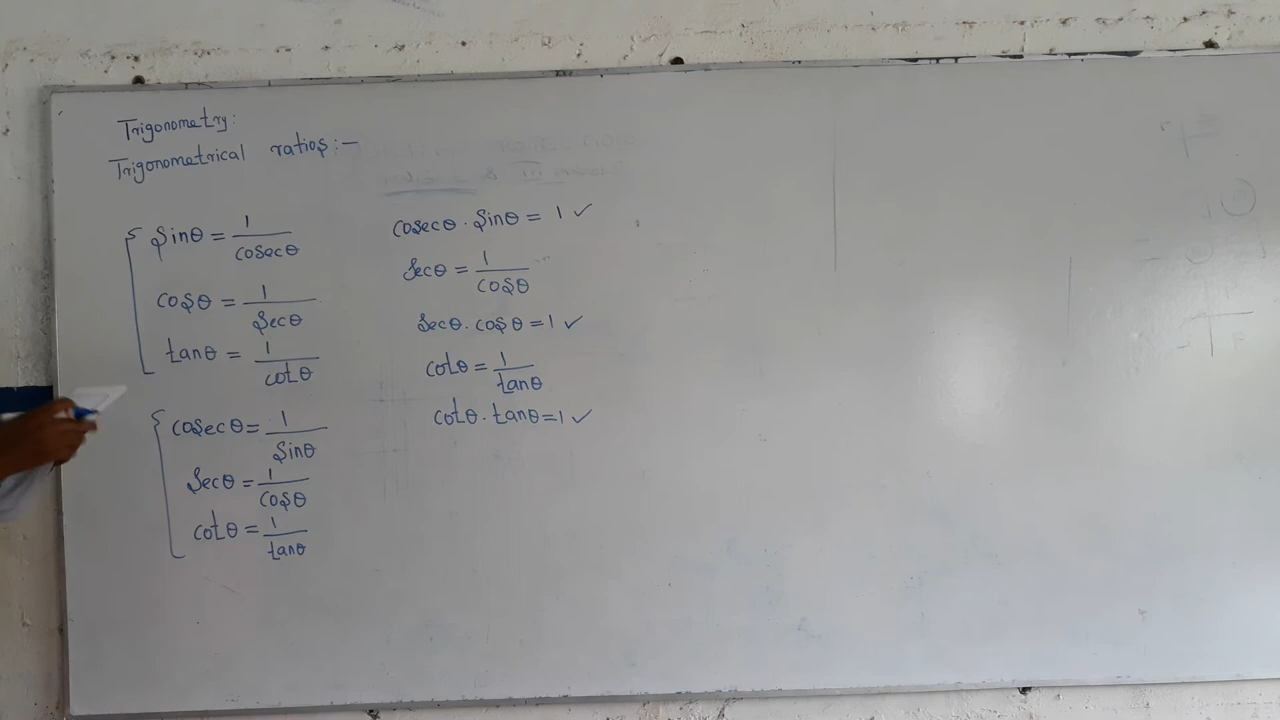 Trigonometry:
Trigonometrical ratios:-
sinθ = 1/cosecθ
cosθ = 1/secθ
tanθ = 1/cotθ
cosecθ = 1/sinθ
secθ = 1/cosθ
cotθ = 1/tanθ
cosecθ . sinθ = 1 ✓
secθ = 1/cosθ
secθ . cosθ = 1 ✓
cotθ = 1/tanθ
cotθ . tanθ = 1 ✓